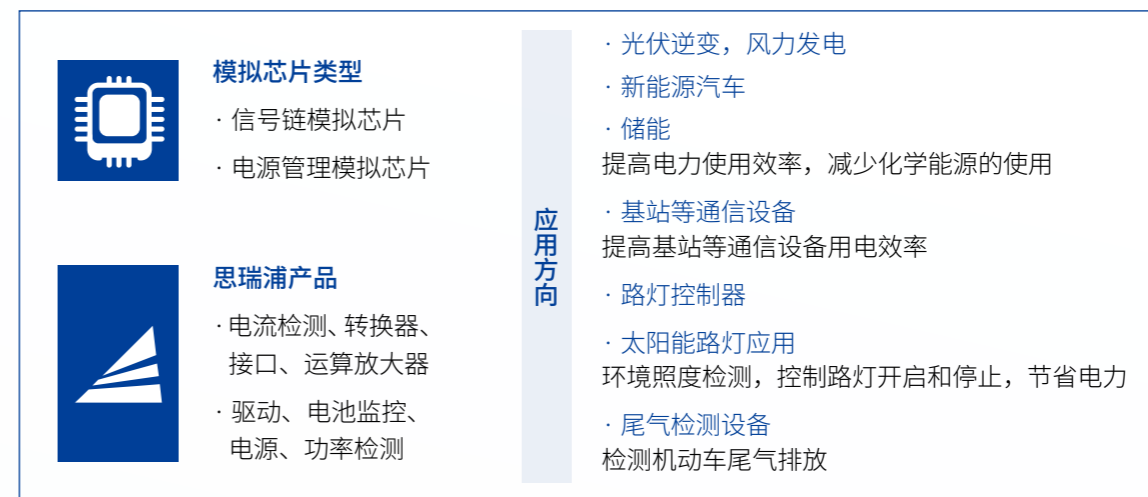 模拟芯片类型
· 信号链模拟芯片
· 电源管理模拟芯片
思瑞浦产品
· 电流检测、转换器、
接口、运算放大器
· 驱动、电池监控、
电源、功率检测
应用方向
· 光伏逆变，风力发电
· 新能源汽车
· 储能
提高电力使用效率，减少化学能源的使用
· 基站等通信设备
提高基站等通信设备用电效率
· 路灯控制器
· 太阳能路灯应用
环境照度检测，控制路灯开启和停止，节省电力
· 尾气检测设备
检测机动车尾气排放